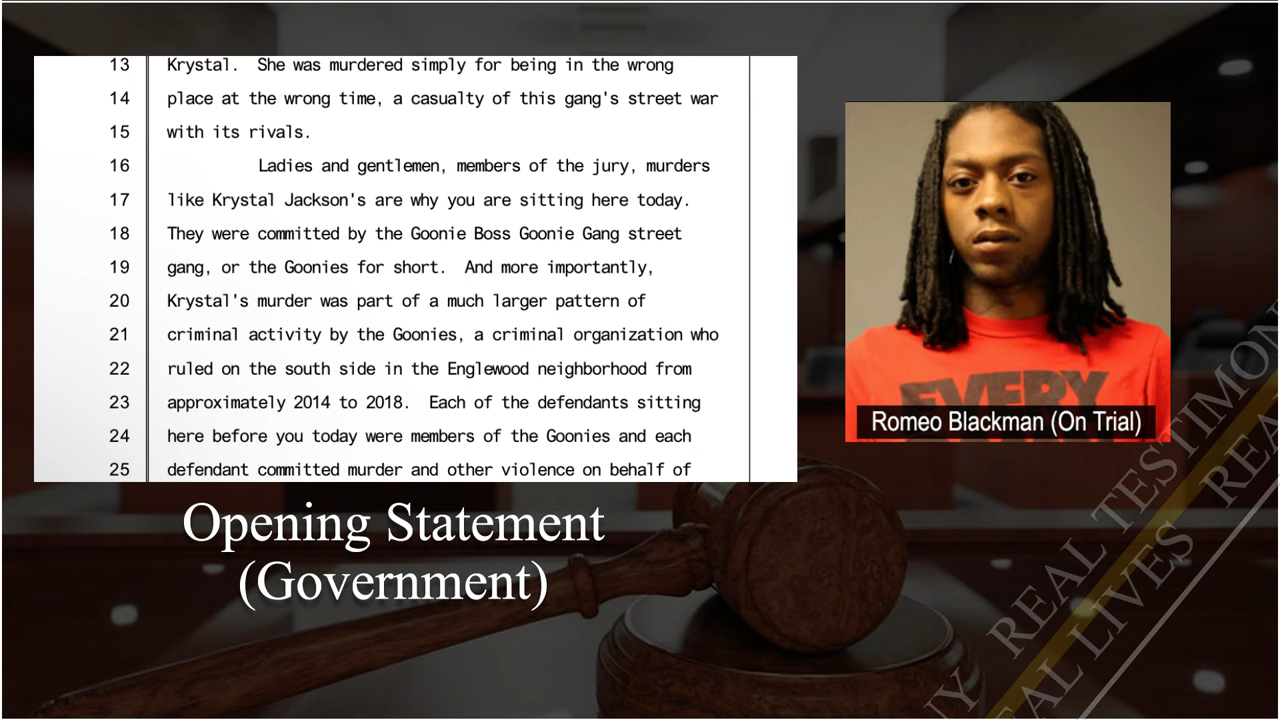 13 Krystal. She was murdered simply for being in the wrong
14 place at the wrong time, a casualty of this gang's street war
15 with its rivals.
16 Ladies and gentlemen, members of the jury, murders
17 like Krystal Jackson's are why you are sitting here today.
18 They were committed by the Goonie Boss Goonie Gang street
19 gang, or the Goonies for short. And more importantly,
20 Krystal's murder was part of a much larger pattern of
21 criminal activity by the Goonies, a criminal organization who
22 ruled on the south side in the Englewood neighborhood from
23 approximately 2014 to 2018. Each of the defendants sitting
24 here before you today were members of the Goonies and each
25 defendant committed murder and other violence on behalf of
EVERY
Romeo Blackman (On Trial)
Opening Statement
(Government)
REAL TESTIMON
REAL LIVES REA